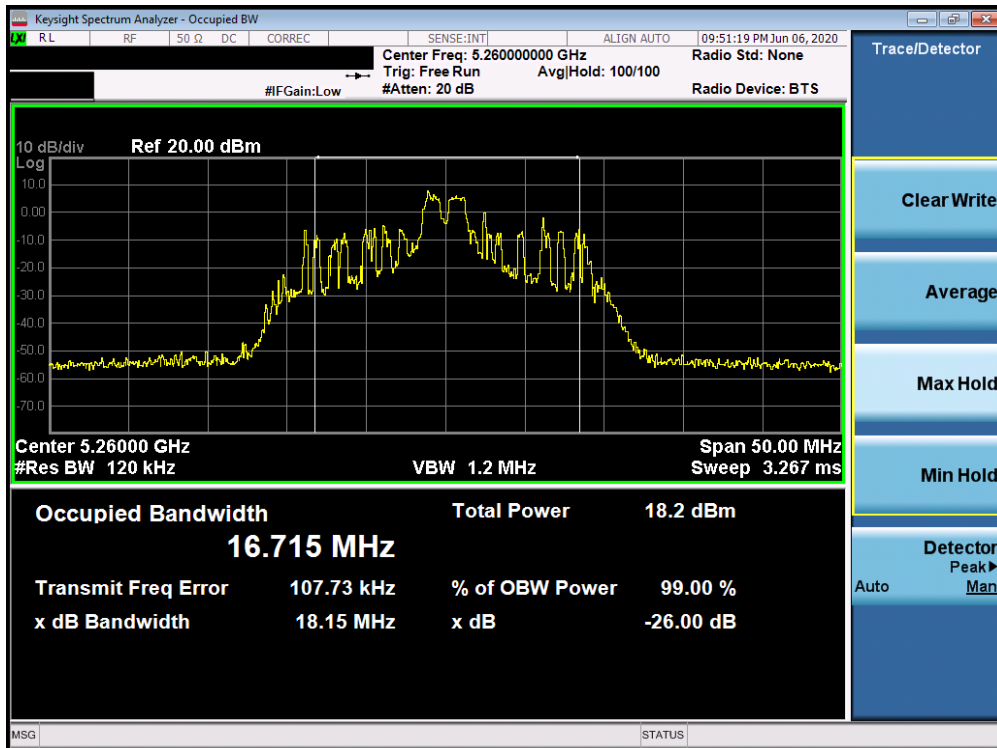 Keysight Spectrum Analyzer - Occupied BW
LXI RL RF 50 Ω DC CORREC SENSE:INT ALIGN AUTO 09:51:19 PM Jun 06, 2020
Center Freq: 5.260000000 GHz Radio Std: None
Trig: Free Run Avg|Hold: 100/100
#IFGain:Low #Atten: 20 dB Radio Device: BTS
10 dB/div Ref 20.00 dBm
Log
10.0
0.00
-10.0
-20.0
-30.0
-40.0
-50.0
-60.0
-70.0
Center 5.26000 GHz Span 50.00 MHz
#Res BW 120 kHz VBW 1.2 MHz Sweep 3.267 ms
Occupied Bandwidth Total Power 18.2 dBm
16.715 MHz
Transmit Freq Error 107.73 kHz % of OBW Power 99.00 %
x dB Bandwidth 18.15 MHz x dB -26.00 dB
MSG STATUS
Trace/Detector
Clear Write
Average
Max Hold
Min Hold
Detector
Peak
Auto Man